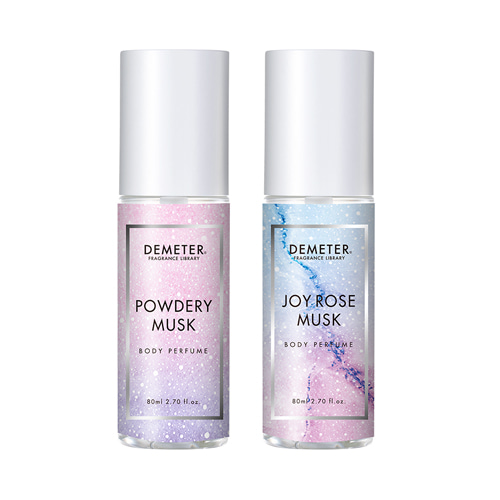 DEMETER®
FRAGRANCE LIBRARY
POWDERY
MUSK
BODY PERFUME
80ml 2.70 fl.oz.
DEMETER®
FRAGRANCE LIBRARY
JOY ROSE
MUSK
BODY PERFUME
80ml 2.70 fl.oz.